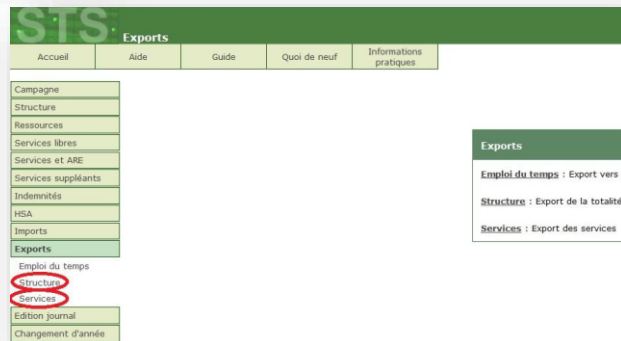 STS
Exports
Accueil
Aide
Guide
Quoi de neuf
Informations
pratiques
Campagne
Structure
Ressources
Services libres
Services et ARE
Services suppléants
Indemnités
HSA
Imports
Exports
Emploi du temps
Structure
Services
Edition journal
Changement d'année
Exports
Emploi du temps : Export vers
Structure : Export de la totalité
Services : Export des services